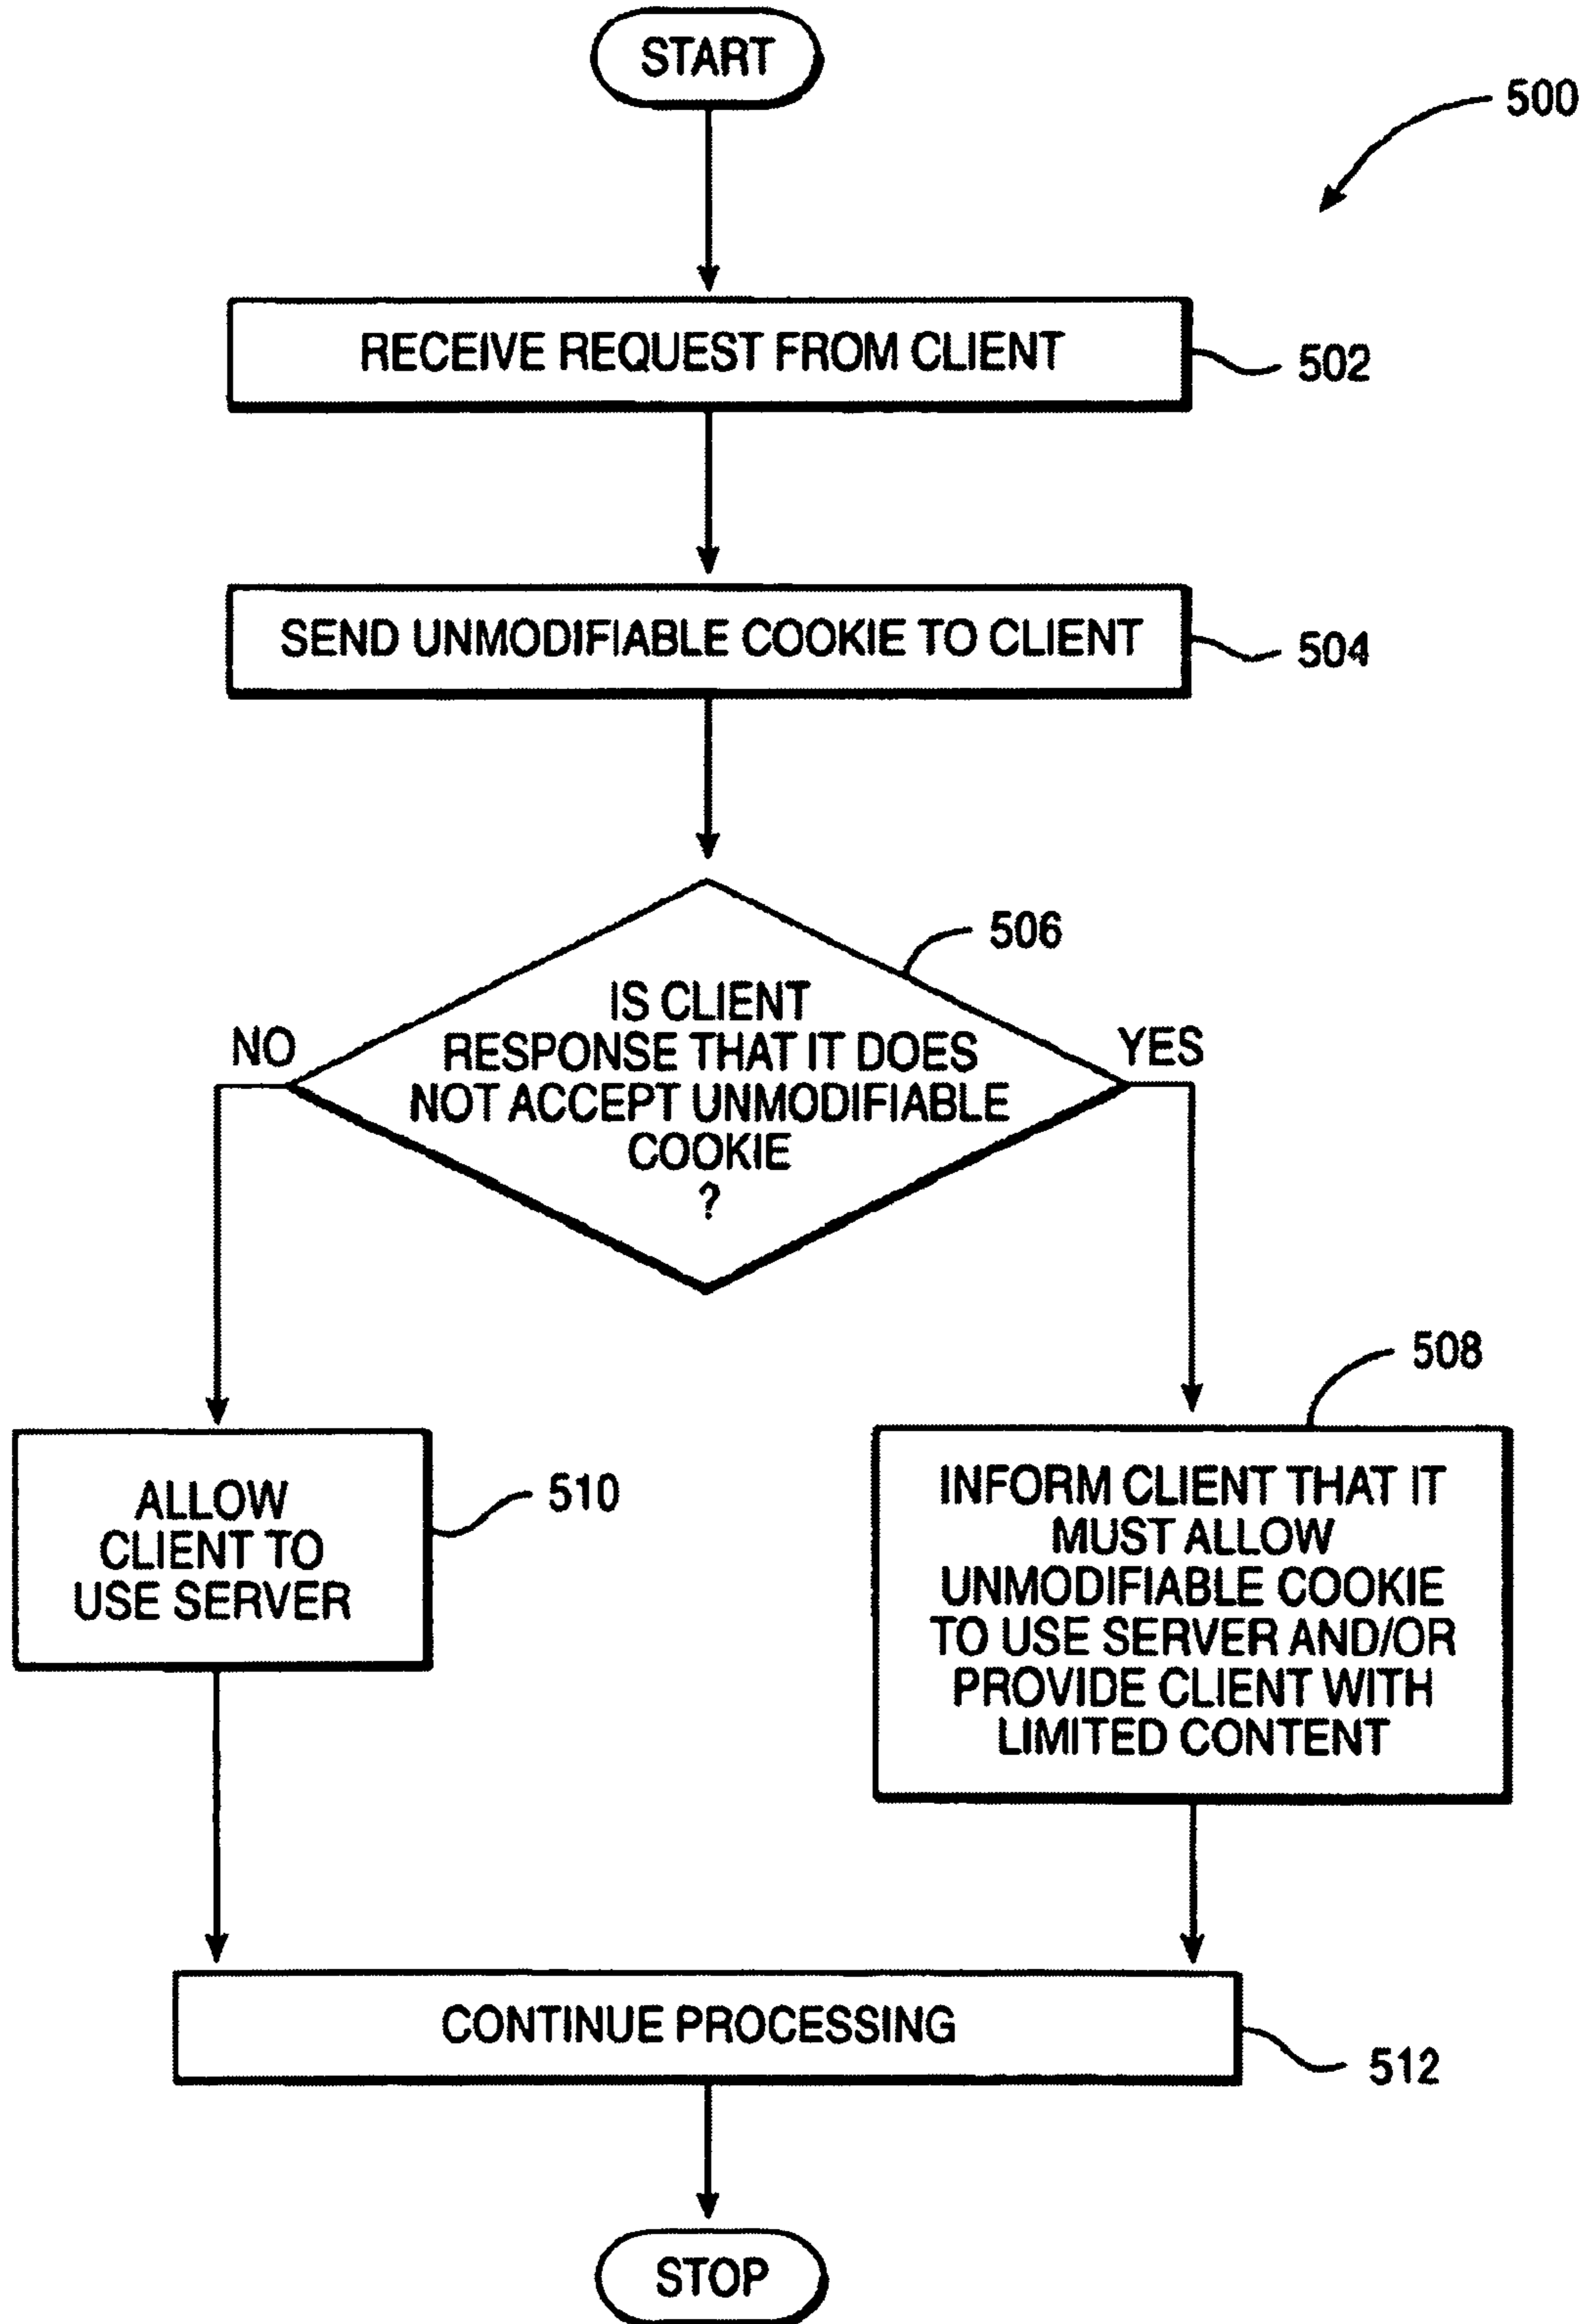 START
500
RECEIVE REQUEST FROM CLIENT
502
SEND UNMODIFIABLE COOKIE TO CLIENT
504
506
IS CLIENT
RESPONSE THAT IT DOES
NOT ACCEPT UNMODIFIABLE
COOKIE
?
NO
YES
508
ALLOW
CLIENT TO
USE SERVER
510
INFORM CLIENT THAT IT
MUST ALLOW
UNMODIFIABLE COOKIE
TO USE SERVER AND/OR
PROVIDE CLIENT WITH
LIMITED CONTENT
CONTINUE PROCESSING
512
STOP